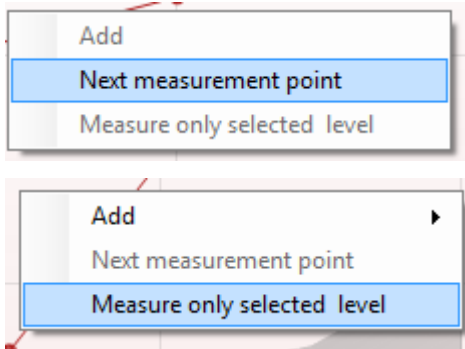 Add
Next measurement point
Measure only selected  level
Add
Next measurement point
Measure only selected  level